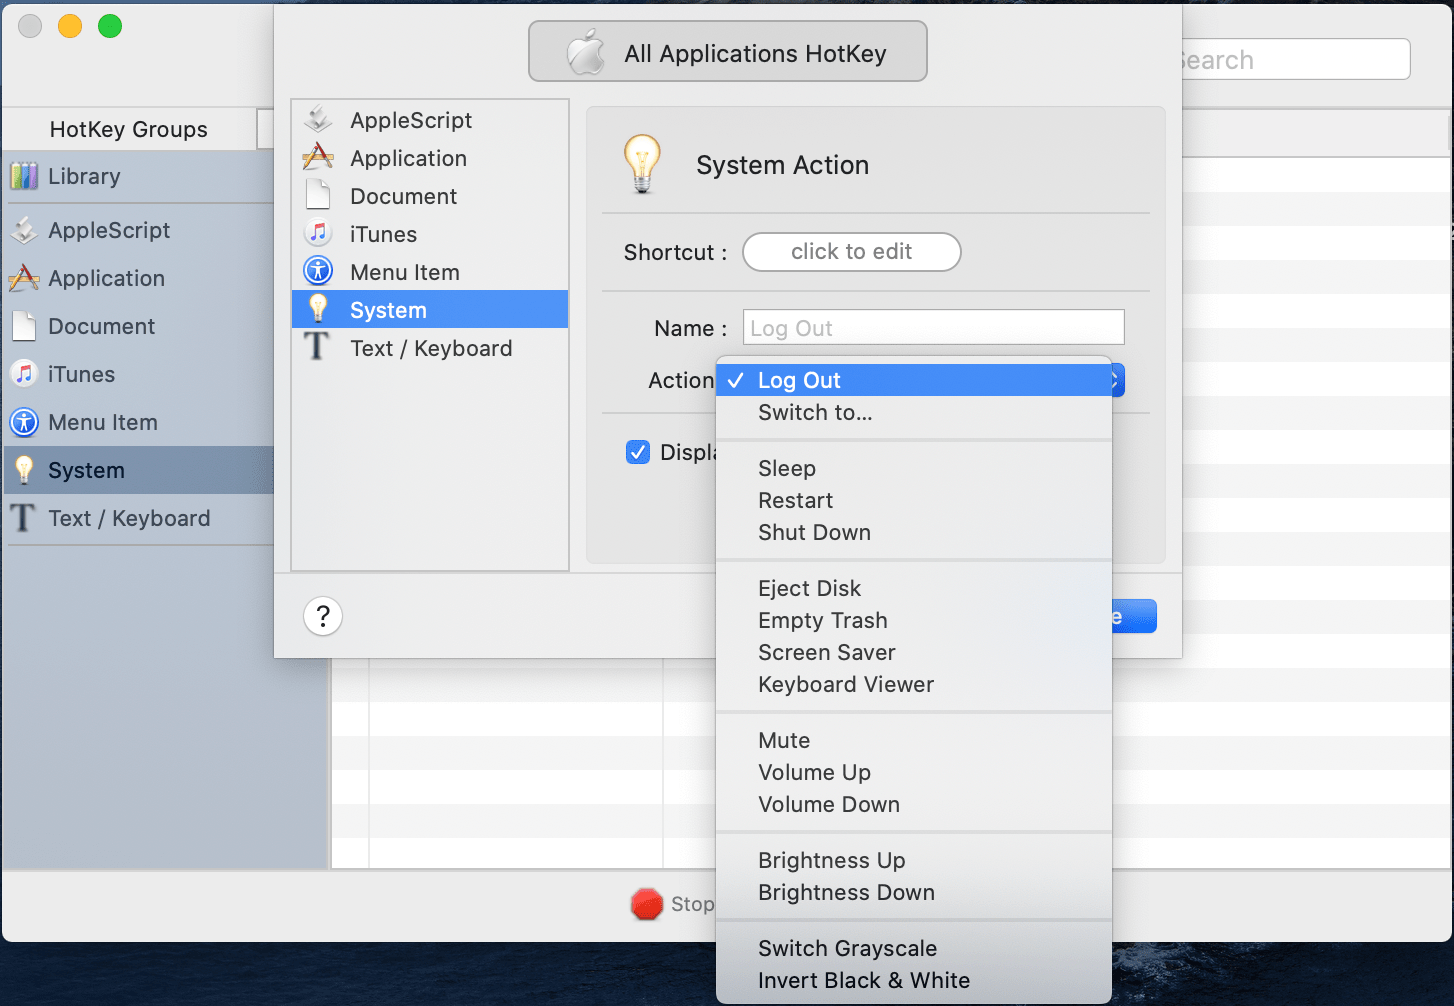 All Applications HotKey
Search
HotKey Groups
Library
AppleScript
Application
Document
iTunes
Menu Item
System
Text / Keyboard
AppleScript
Application
Document
iTunes
Menu Item
System
Text / Keyboard
System Action
Shortcut :
click to edit
Name :
Log Out
Action
Log Out
Switch to...
Sleep
Restart
Shut Down
Eject Disk
Empty Trash
Screen Saver
Keyboard Viewer
Mute
Volume Up
Volume Down
Brightness Up
Brightness Down
Switch Grayscale
Invert Black & White
?
Stop